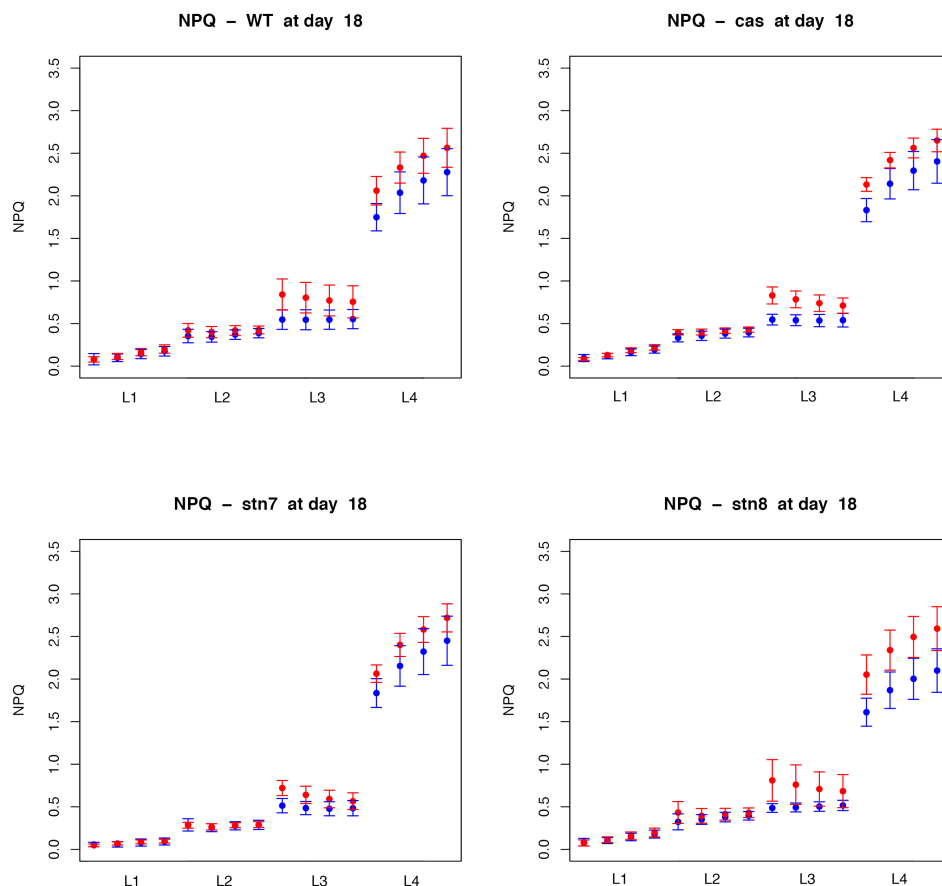 NPQ – WT at day 18
NPQ
3.5
3.0
2.5
2.0
1.5
1.0
0.5
0.0
L1 L2 L3 L4
NPQ – cas at day 18
NPQ
3.5
3.0
2.5
2.0
1.5
1.0
0.5
0.0
L1 L2 L3 L4
NPQ – stn7 at day 18
NPQ
3.5
3.0
2.5
2.0
1.5
1.0
0.5
0.0
L1 L2 L3 L4
NPQ – stn8 at day 18
NPQ
3.5
3.0
2.5
2.0
1.5
1.0
0.5
0.0
L1 L2 L3 L4